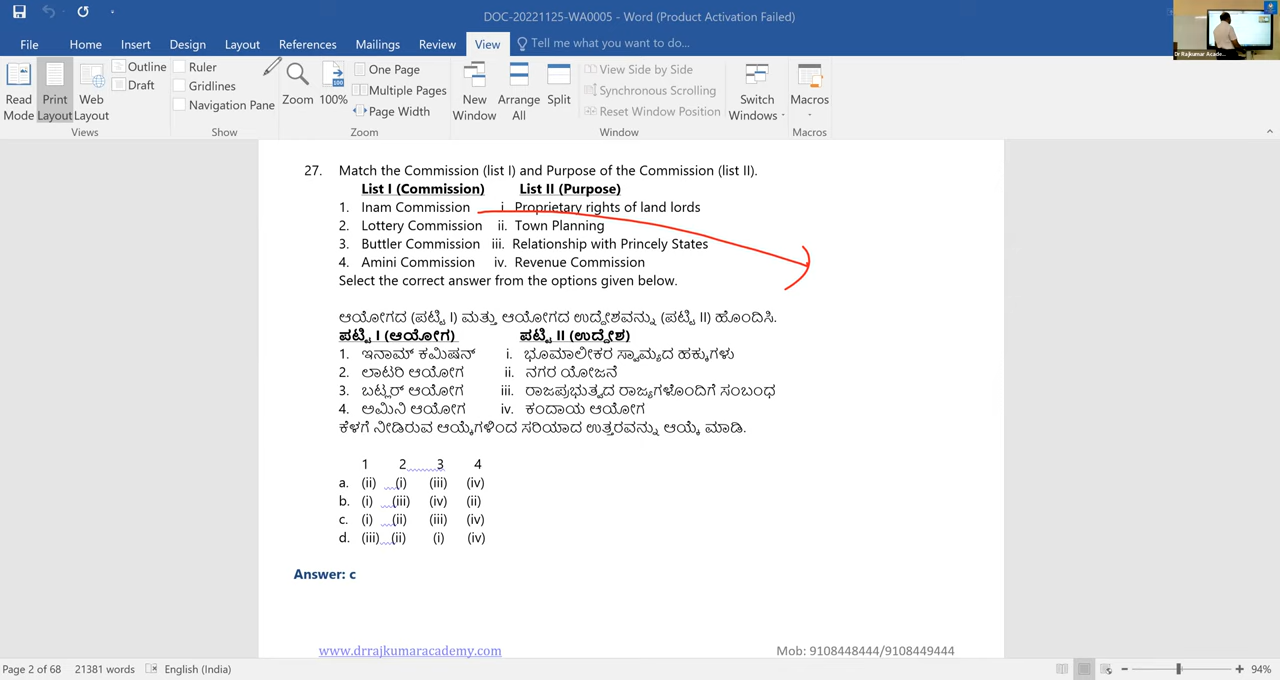 DOC-20221125-WA0005 - Word (Product Activation Failed)
File Home Insert Design Layout References Mailings Review View Tell me what you want to do...
Read Mode
Print Layout
Web Layout
Outline
Draft
Views
Ruler
Gridlines
Navigation Pane
Show
Zoom
100%
One Page
Multiple Pages
Page Width
Zoom
New Window
Arrange All
Split
View Side by Side
Synchronous Scrolling
Reset Window Position
Window
Switch Windows
Macros
Macros
Dr Rajkumar Acade...
27. Match the Commission (list I) and Purpose of the Commission (list II).
List I (Commission) List II (Purpose)
1. Inam Commission i. Proprietary rights of land lords
2. Lottery Commission ii. Town Planning
3. Buttler Commission iii. Relationship with Princely States
4. Amini Commission iv. Revenue Commission
Select the correct answer from the options given below.
ಆಯೋಗದ (ಪಟ್ಟಿ I) ಮತ್ತು ಆಯೋಗದ ಉದ್ದೇಶವನ್ನು (ಪಟ್ಟಿ II) ಹೊಂದಿಸಿ.
ಪಟ್ಟಿ I (ಆಯೋಗ) ಪಟ್ಟಿ II (ಉದ್ದೇಶ)
1. ಇನಾಮ್ ಕಮಿಷನ್ i. ಭೂಮಾಲೀಕರ ಸ್ವಾಮ್ಯದ ಹಕ್ಕುಗಳು
2. ಲಾಟರಿ ಆಯೋಗ ii. ನಗರ ಯೋಜನೆ
3. ಬಟ್ಲರ್ ಆಯೋಗ iii. ರಾಜಪ್ರಭುತ್ವದ ರಾಜ್ಯಗಳೊಂದಿಗೆ ಸಂಬಂಧ
4. ಅಮಿನಿ ಆಯೋಗ iv. ಕಂದಾಯ ಆಯೋಗ
ಕೆಳಗೆ ನೀಡಿರುವ ಆಯ್ಕೆಗಳಿಂದ ಸರಿಯಾದ ಉತ್ತರವನ್ನು ಆಯ್ಕೆ ಮಾಡಿ.
1 2 3 4
a. (ii) (i) (iii) (iv)
b. (i) (iii) (iv) (ii)
c. (i) (ii) (iii) (iv)
d. (iii) (ii) (i) (iv)
Answer: c
www.drrajkumaracademy.com Mob: 9108448444/9108449444
Page 2 of 68 21381 words English (India) 94%